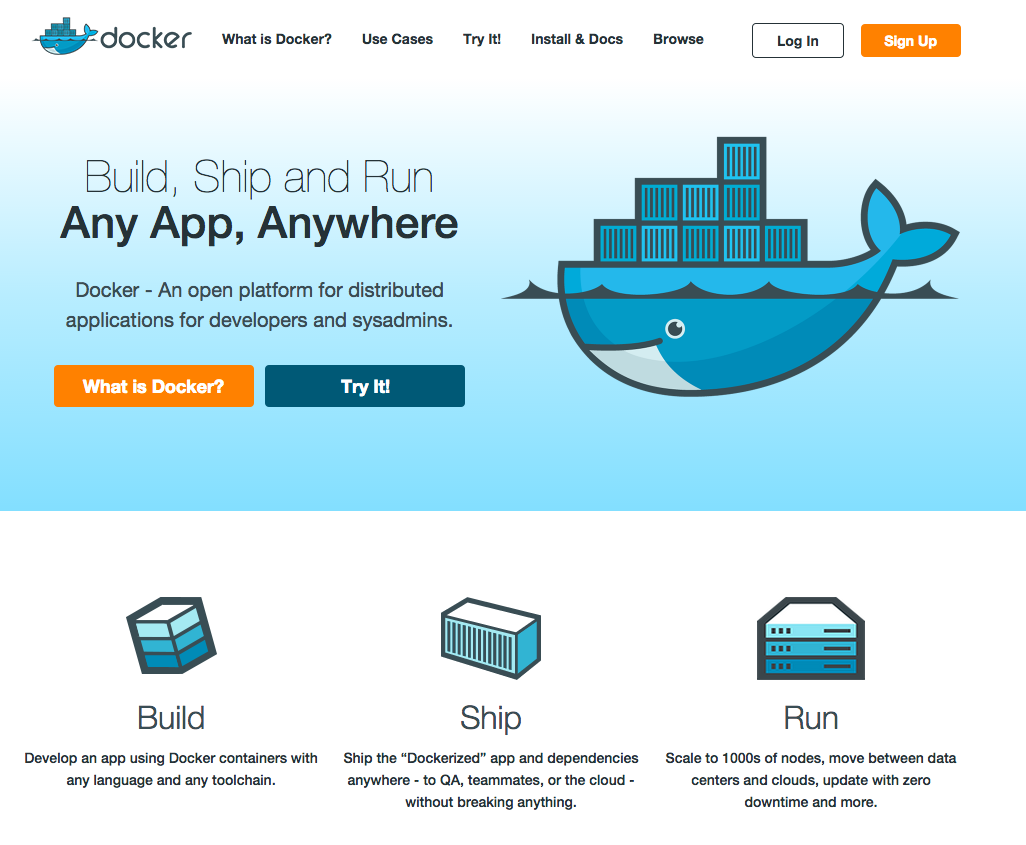 docker
What is Docker?
Use Cases
Try It!
Install & Docs
Browse
Log In
Sign Up
Build, Ship and Run
Any App, Anywhere
Docker - An open platform for distributed
applications for developers and sysadmins.
What is Docker?
Try It!
Build
Develop an app using Docker containers with
any language and any toolchain.
Ship
Ship the “Dockerized” app and dependencies
anywhere - to QA, teammates, or the cloud -
without breaking anything.
Run
Scale to 1000s of nodes, move between data
centers and clouds, update with zero
downtime and more.